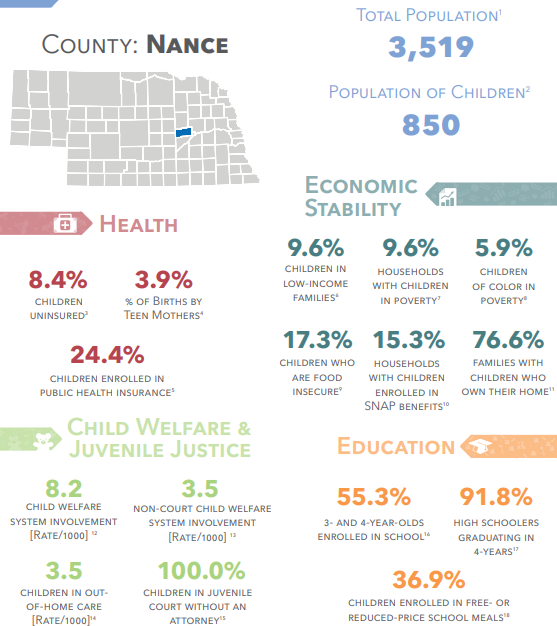 County: Nance
Total Population1
3,519
Population of Children2
850
Health
8.4%
children
uninsured3
3.9%
% of Births by
Teen Mothers4
24.4%
children enrolled in
public health insurance5
Economic
Stability
9.6%
children in
low-income
families6
9.6%
households
with children
in poverty7
5.9%
children
of color in
poverty8
17.3%
children who
are food
insecure9
15.3%
households
with children
enrolled in
SNAP benefits10
76.6%
families with
children who
own their home11
Child Welfare &
Juvenile Justice
8.2
child welfare
system involvement
[Rate/1000] 12
3.5
non-court child welfare
system involvement
[Rate/1000] 13
3.5
children in out-
of-home care
[Rate/1000]14
100.0%
children in juvenile
court without an
attorney15
Education
55.3%
3- and 4-year-olds
enrolled in school16
91.8%
high schoolers
graduating in
4-years17
36.9%
children enrolled in free- or
reduced-price school meals18